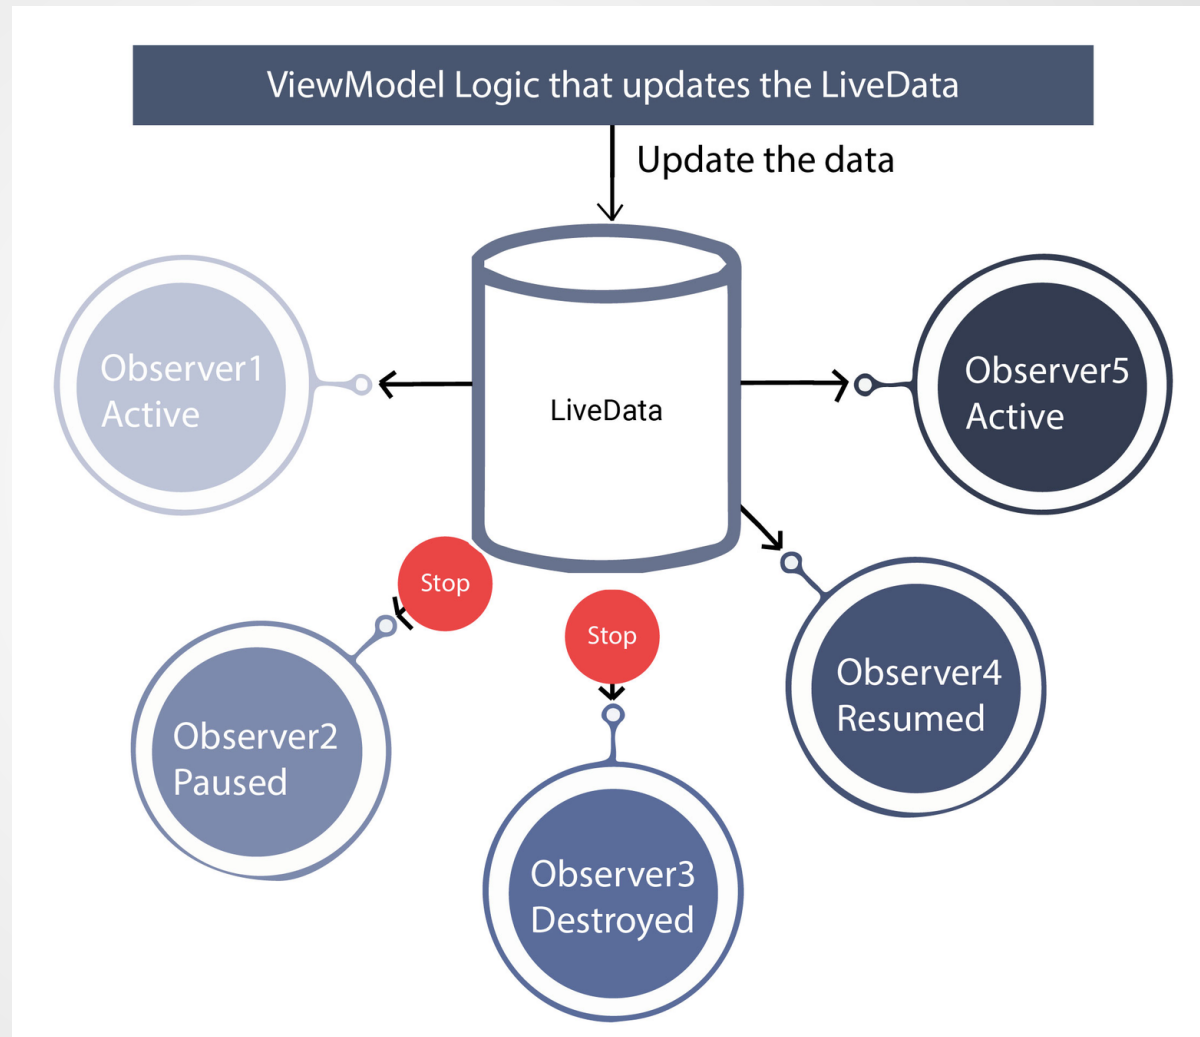 ViewModel Logic that updates the LiveData
Update the data
Observer1
Active
LiveData
Observer5
Active
Stop
Stop
Observer2
Paused
Observer4
Resumed
Observer3
Destroyed